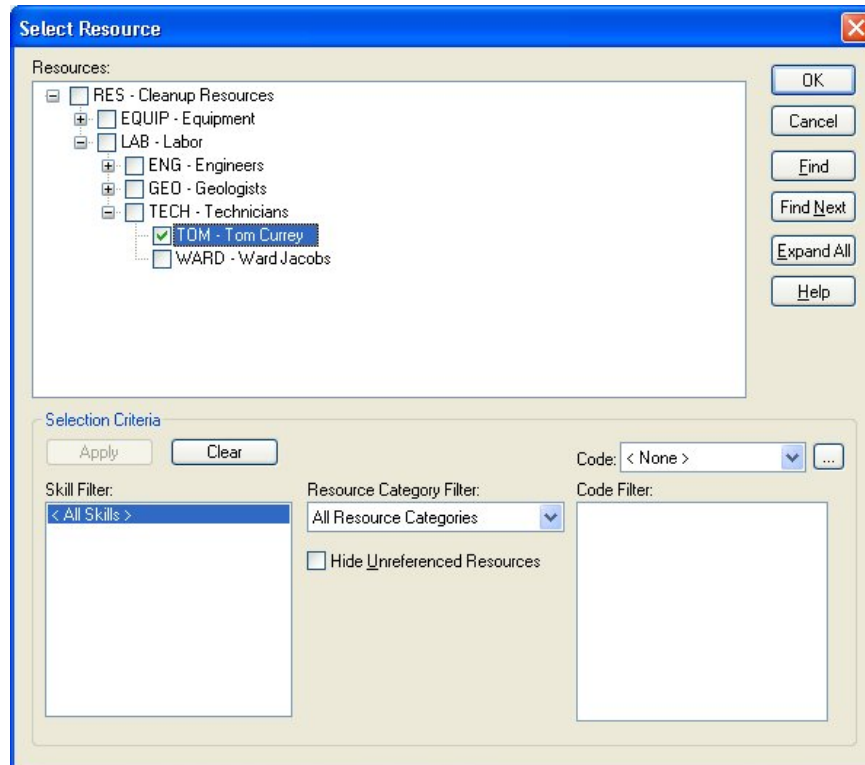 Select Resource
Resources:
RES - Cleanup Resources
EQUIP - Equipment
LAB - Labor
ENG - Engineers
GEO - Geologists
TECH - Technicians
TOM - Tom Currey
WARD - Ward Jacobs
OK
Cancel
Find
Find Next
Expand All
Help
Selection Criteria
Apply
Clear
Code: < None >
...
Skill Filter:
< All Skills >
Resource Category Filter:
All Resource Categories
Hide Unreferenced Resources
Code Filter: